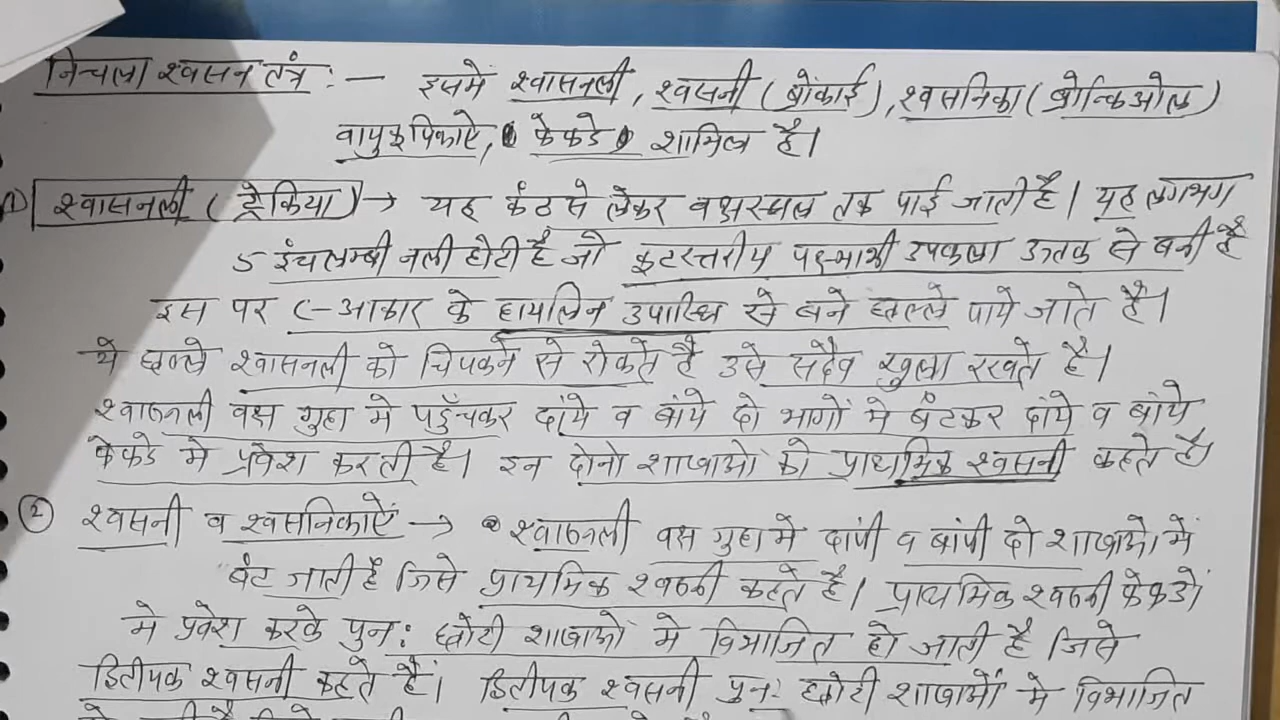 निचला श्वसन तंत्र :- इसमें श्वासनली, श्वसनी (ब्रोंकाई), श्वसनिका (ब्रोन्किओल)
वायुकूपिकाऐ, फेफडे शामिल है।
1) श्वासनली (ट्रेकिया) → यह कंठ से लेकर वक्षस्थल तक पाई जाती है। यह लगभग
5 इंच लम्बी नली होती है जो कूटस्तरीय पक्ष्माभी उपकला उत्तक से बनी है
इस पर C-आकार के हायलिन उपास्थि से बने छल्ले पाये जाते है।
ये छल्ले श्वासनली को चिपकने से रोकते है उसे सदैव खुला रखते है।
श्वासनली वक्ष गुहा मे पहुँचकर दांये व बांये दो भागों मे बंटकर दांये व बांये
फेफडे मे प्रवेश करती है। इन दोनो शाखाओं को प्राथमिक श्वसनी कहते है।
2) श्वसनी व श्वसनिकाऐं → श्वासनली वक्ष गुहा मे दांयी व बांयी दो शाखाओं में
बंट जाती है जिसे प्राथमिक श्वसनी कहते है। प्राथमिक श्वसनी फेफडों
मे प्रवेश करके पुन: छोटी शाखाओं मे विभाजित हो जाती है जिसे
द्वितीयक श्वसनी कहते है। द्वितीयक श्वसनी पुन: छोटी शाखाओं मे विभाजित